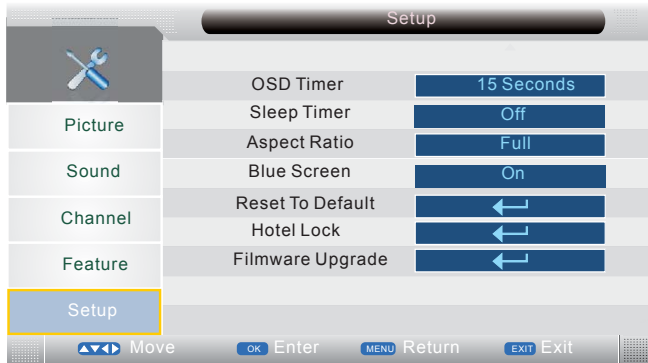 Setup
OSD Timer 15 Seconds
Sleep Timer Off
Aspect Ratio Full
Blue Screen On
Reset To Default
Hotel Lock
Filmware Upgrade
Picture
Sound
Channel
Feature
Setup
Move OK Enter MENU Return EXIT Exit